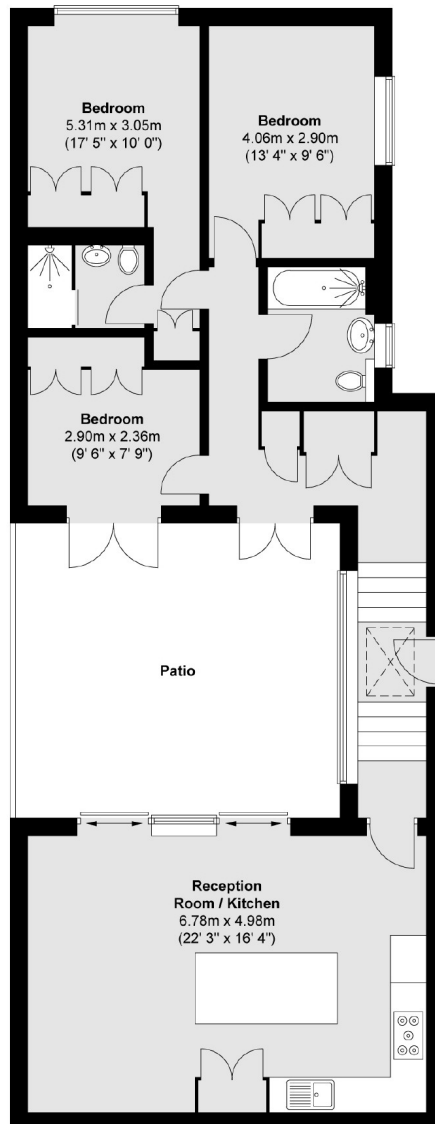 Bedroom
5.31m x 3.05m
(17' 5" x 10' 0")
Bedroom
4.06m x 2.90m
(13' 4" x 9' 6")
Bedroom
2.90m x 2.36m
(9' 6" x 7' 9")
Patio
Reception
Room / Kitchen
6.78m x 4.98m
(22' 3" x 16' 4")